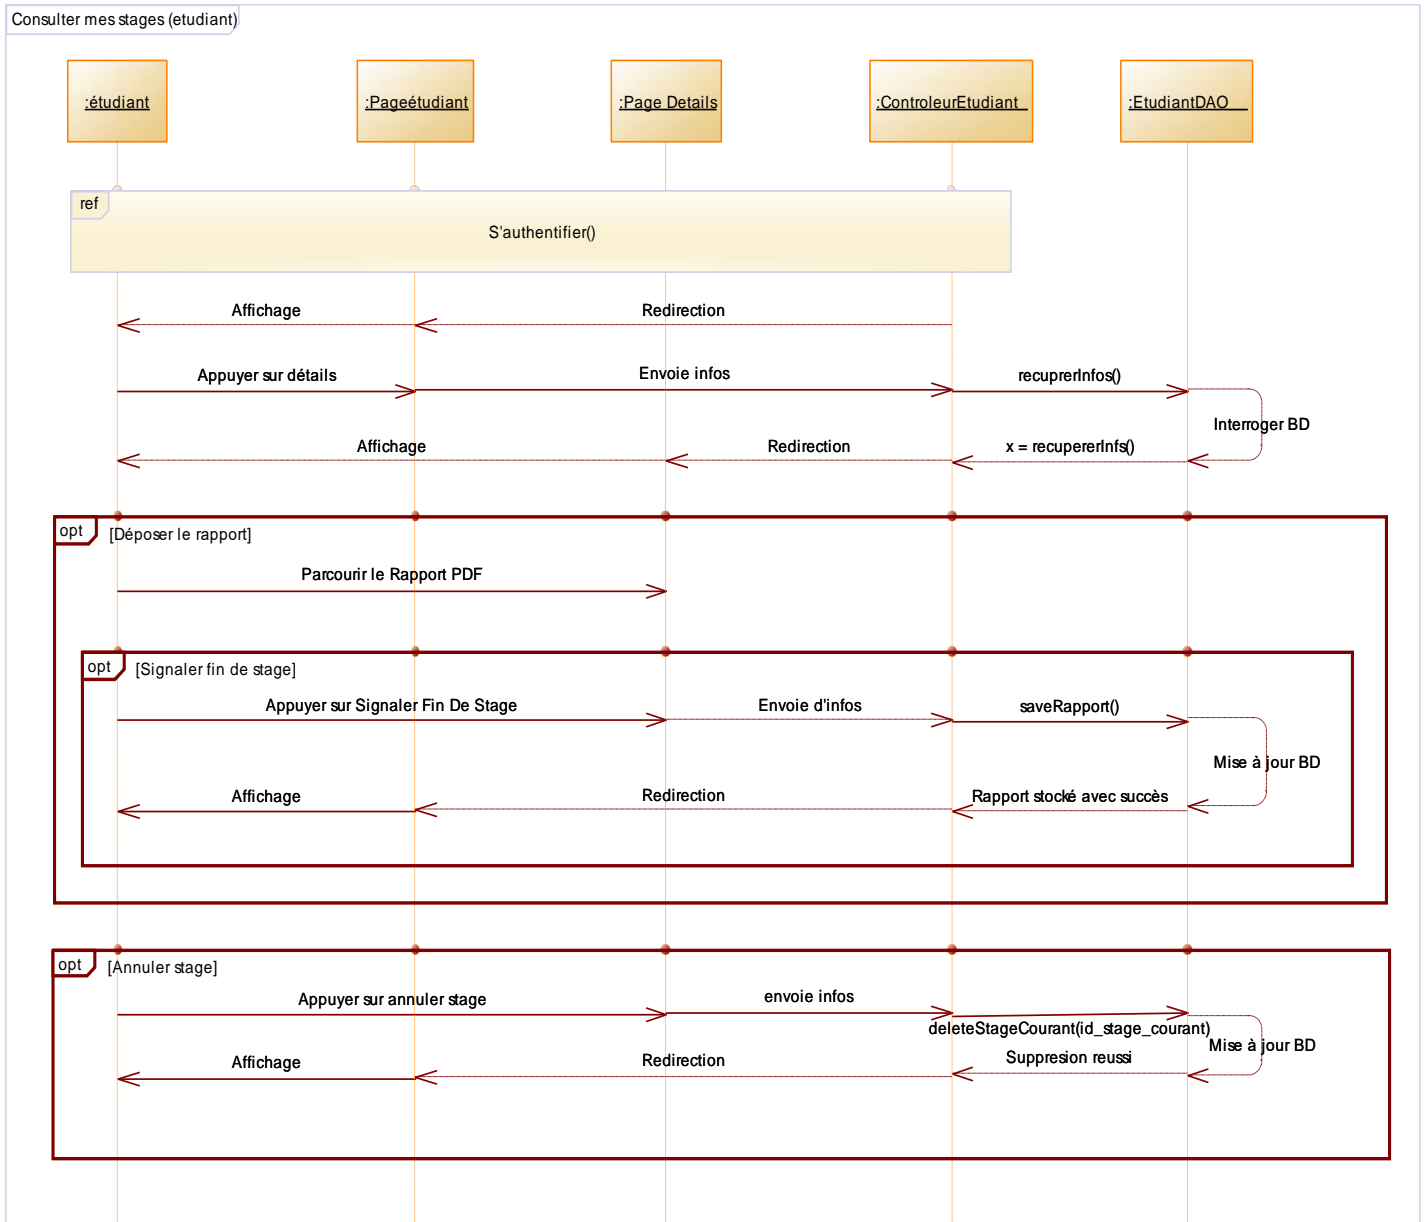 Consulter mes stages (etudiant)
:étudiant
:Pageétudiant
:Page Details
:ControleurEtudiant
:EtudiantDAO
ref
S'authentifier()
Affichage
Redirection
Appuyer sur détails
Envoie infos
recuprerInfos()
Interroger BD
Affichage
Redirection
x = recupererInfs()
opt
[Déposer le rapport]
Parcourir le Rapport PDF
opt
[Signaler fin de stage]
Appuyer sur Signaler Fin De Stage
Envoie d'infos
saveRapport()
Mise à jour BD
Affichage
Redirection
Rapport stocké avec succès
opt
[Annuler stage]
Appuyer sur annuler stage
envoie infos
deleteStageCourant(id_stage_courant)
Mise à jour BD
Affichage
Redirection
Suppresion reussi